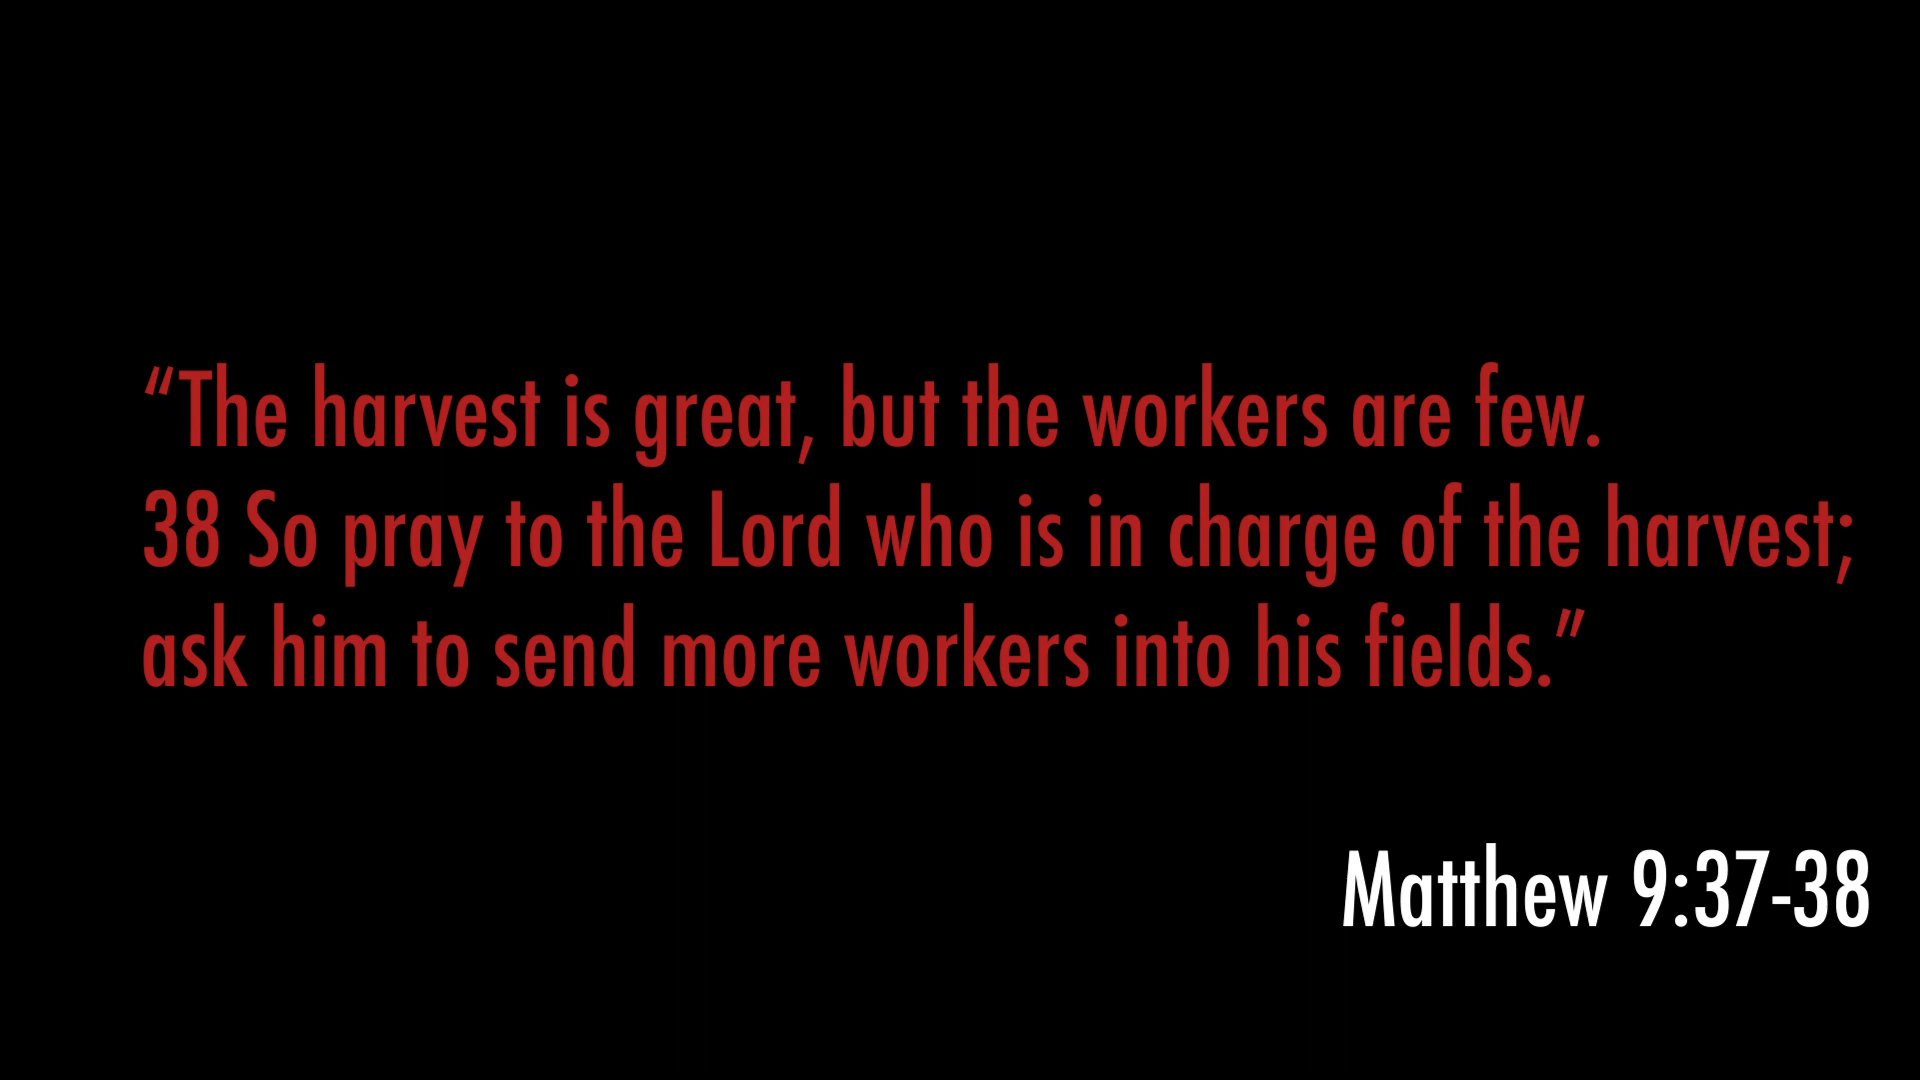 “The harvest is great, but the workers are few.
38 So pray to the Lord who is in charge of the harvest;
ask him to send more workers into his fields.”
Matthew 9:37-38